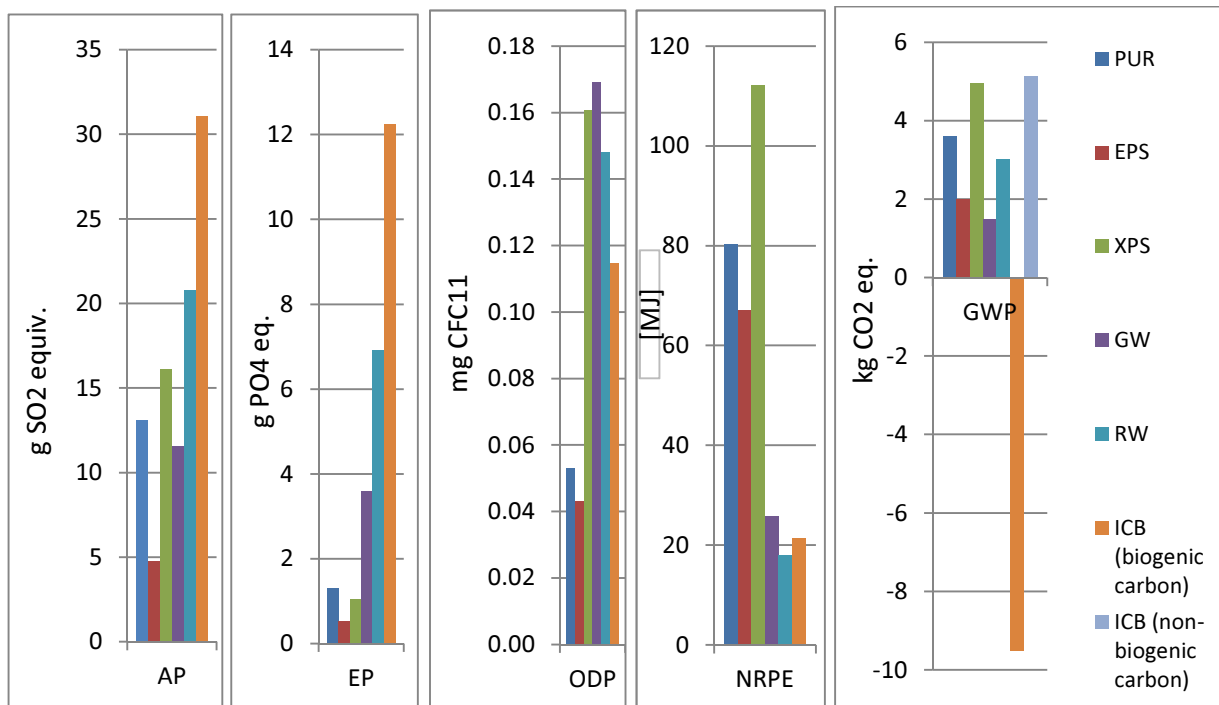 g SO2 equiv.
35
30
25
20
15
10
5
0
AP
g PO4 eq.
14
12
10
8
6
4
2
0
EP
mg CFC11
0.18
0.16
0.14
0.12
0.10
0.08
0.06
0.04
0.02
0.00
ODP
[MJ]
120
100
80
60
40
20
0
NRPE
kg CO2 eq.
6
4
2
0
-2
-4
-6
-8
-10
GWP
PUR
EPS
XPS
GW
RW
ICB
(biogenic
carbon)
ICB (non-
biogenic
carbon)